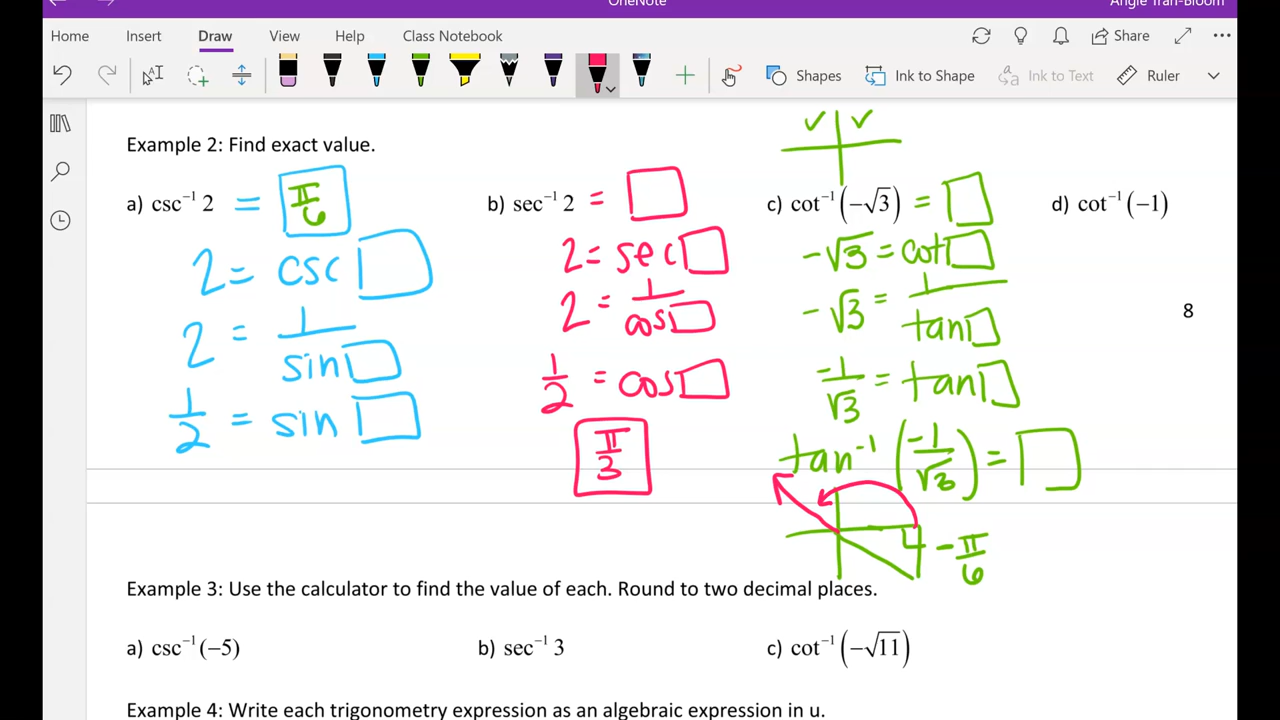 OneNote
Angie Tran-Bloom
Home Insert Draw View Help Class Notebook Share
Shapes Ink to Shape Ink to Text Ruler
Example 2: Find exact value.
a) csc⁻¹ 2 = π/6
2 = csc □
2 = 1/sin □
1/2 = sin □
b) sec⁻¹ 2 = □
2 = sec □
2 = 1/cos □
1/2 = cos □
π/3
c) cot⁻¹(-√3) = □
-√3 = cot □
-√3 = 1/tan □
-1/√3 = tan □
tan⁻¹(-1/√3) = □
4 - π/6
d) cot⁻¹(-1)
8
Example 3: Use the calculator to find the value of each. Round to two decimal places.
a) csc⁻¹(-5) b) sec⁻¹ 3 c) cot⁻¹(-√11)
Example 4: Write each trigonometry expression as an algebraic expression in u.